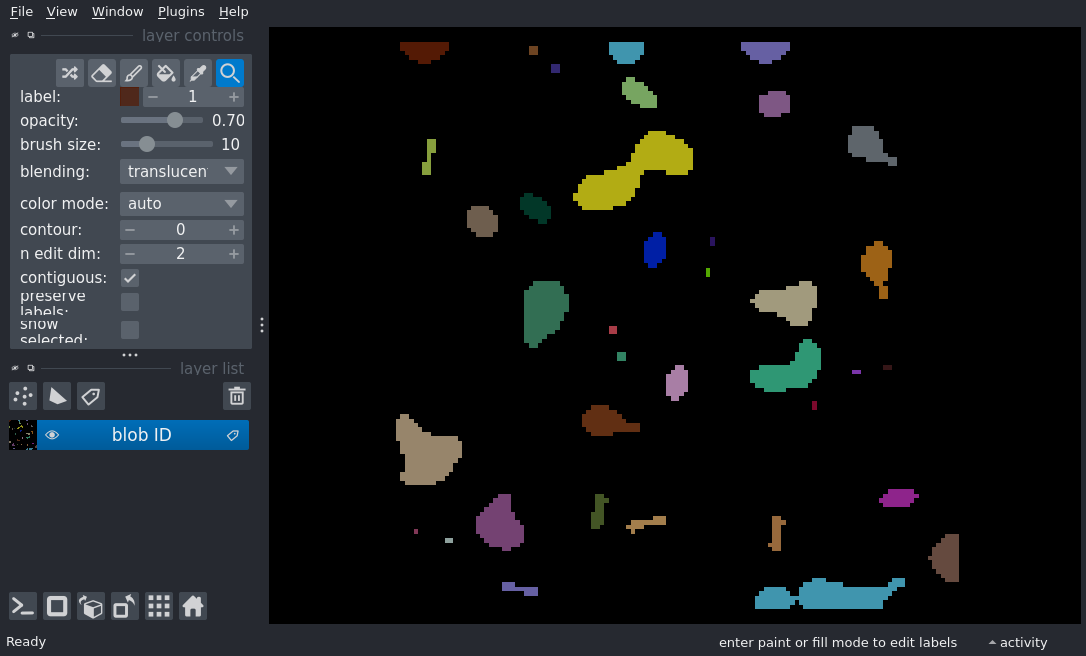 File View Window Plugins Help
layer controls
label: 1
opacity: 0.70
brush size: 10
blending: translucen
color mode: auto
contour: 0
n edit dim: 2
contiguous:
preserve
labels:
show
selected:
layer list
blob ID
Ready enter paint or fill mode to edit labels activity